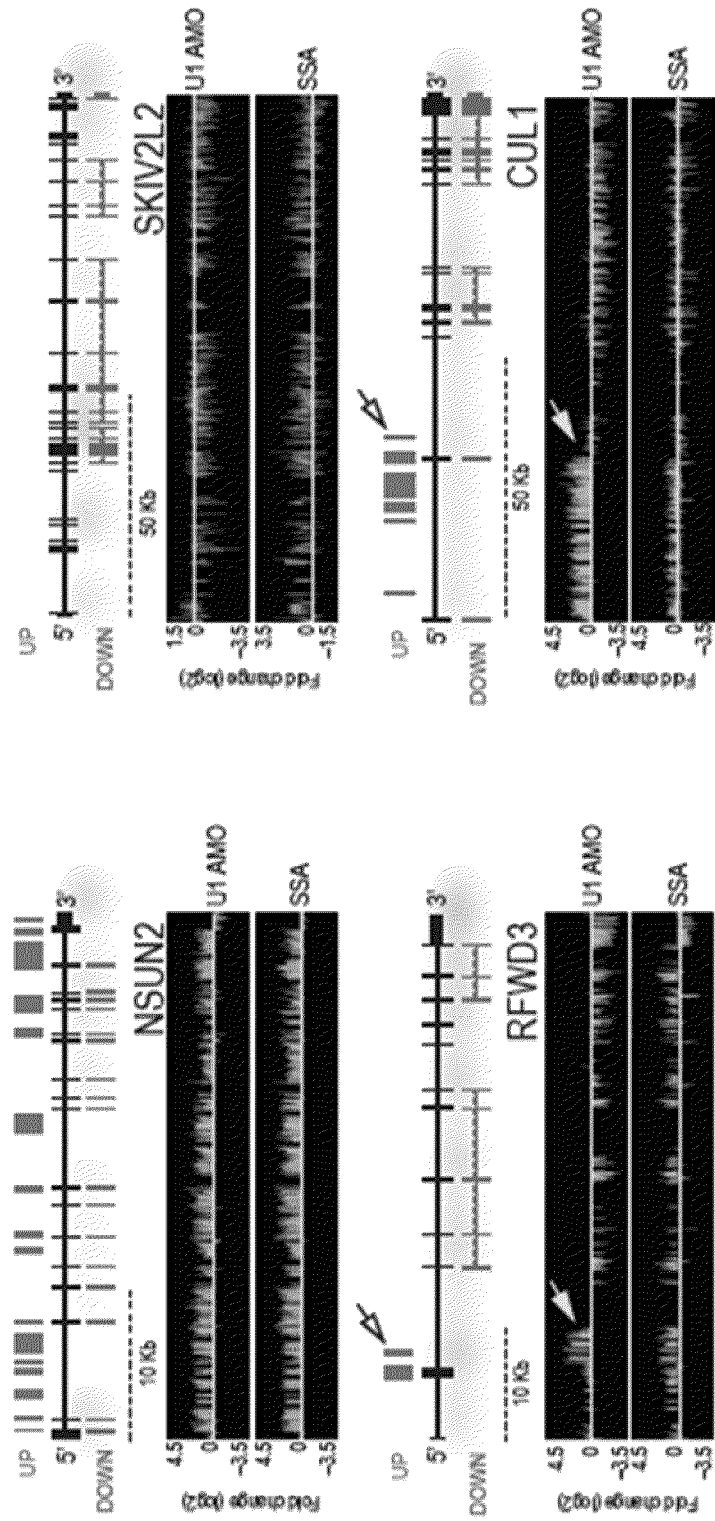 UP
5'
3'
DOWN
10 Kb
NSUN2
4.5
0
-3.5
U1 AMO
4.5
0
-3.5
SSA
Fold change (log2)
UP
5'
3'
DOWN
50 Kb
SKIV2L2
1.5
0
-3.5
U1 AMO
3.5
0
-1.5
SSA
Fold change (log2)
UP
5'
3'
DOWN
10 Kb
RFWD3
4.5
0
-3.5
U1 AMO
4.5
0
-3.5
SSA
Fold change (log2)
UP
5'
3'
DOWN
50 Kb
CUL1
4.5
0
-3.5
U1 AMO
4.5
0
-3.5
SSA
Fold change (log2)